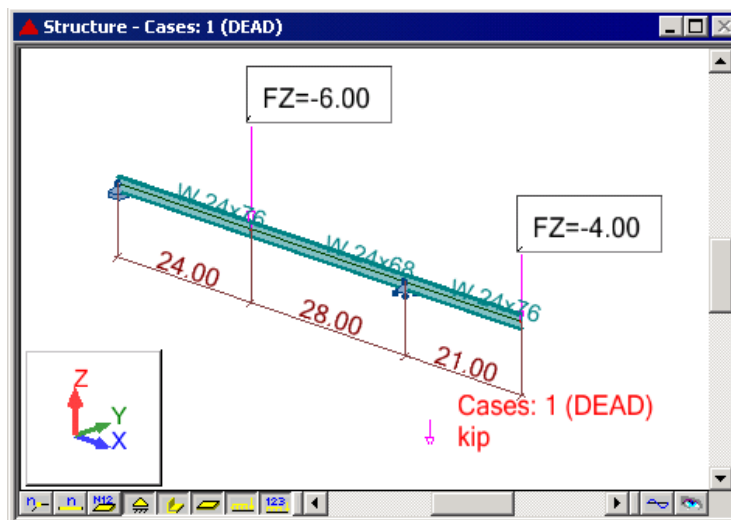 Structure - Cases: 1 (DEAD)
FZ=-6.00
FZ=-4.00
W 24x76
W 24x68
W 24x76
24.00
28.00
21.00
Z
Y
X
Cases: 1 (DEAD)
kip
n
n
N12
123